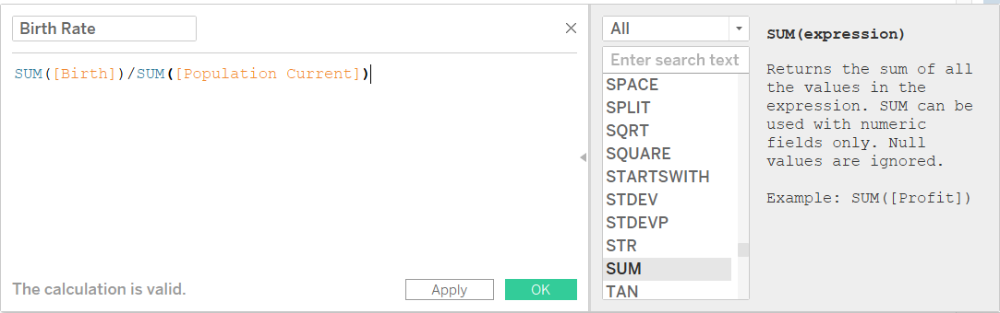 Birth Rate
SUM([Birth])/SUM([Population Current])
The calculation is valid.
Apply
OK
All
Enter search text
SPACE
SPLIT
SQRT
SQUARE
STARTSWITH
STDEV
STDEVP
STR
SUM
TAN
SUM(expression)
Returns the sum of all
the values in the
expression. SUM can be
used with numeric
fields only. Null
values are ignored.
Example: SUM([Profit])